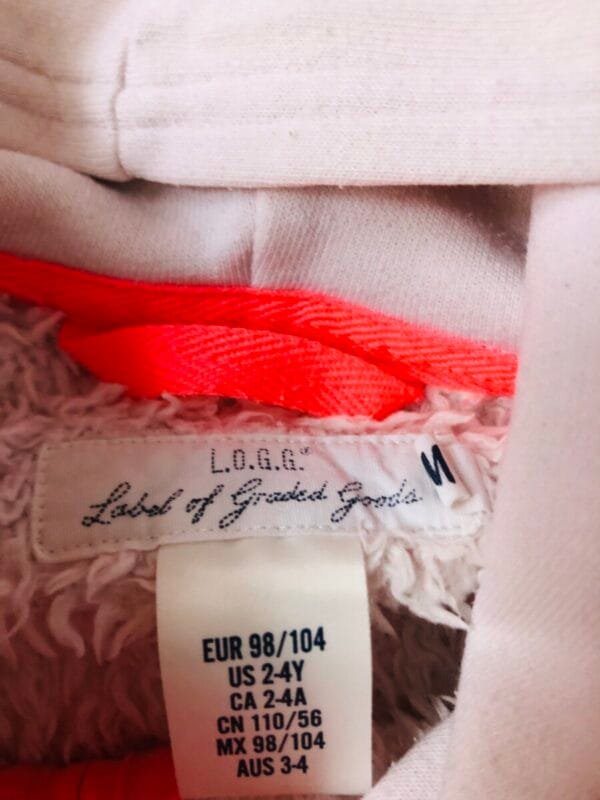 L.O.G.G.®
Label of Graded Goods
EUR 98/104
US 2-4Y
CA 2-4A
CN 110/56
MX 98/104
AUS 3-4